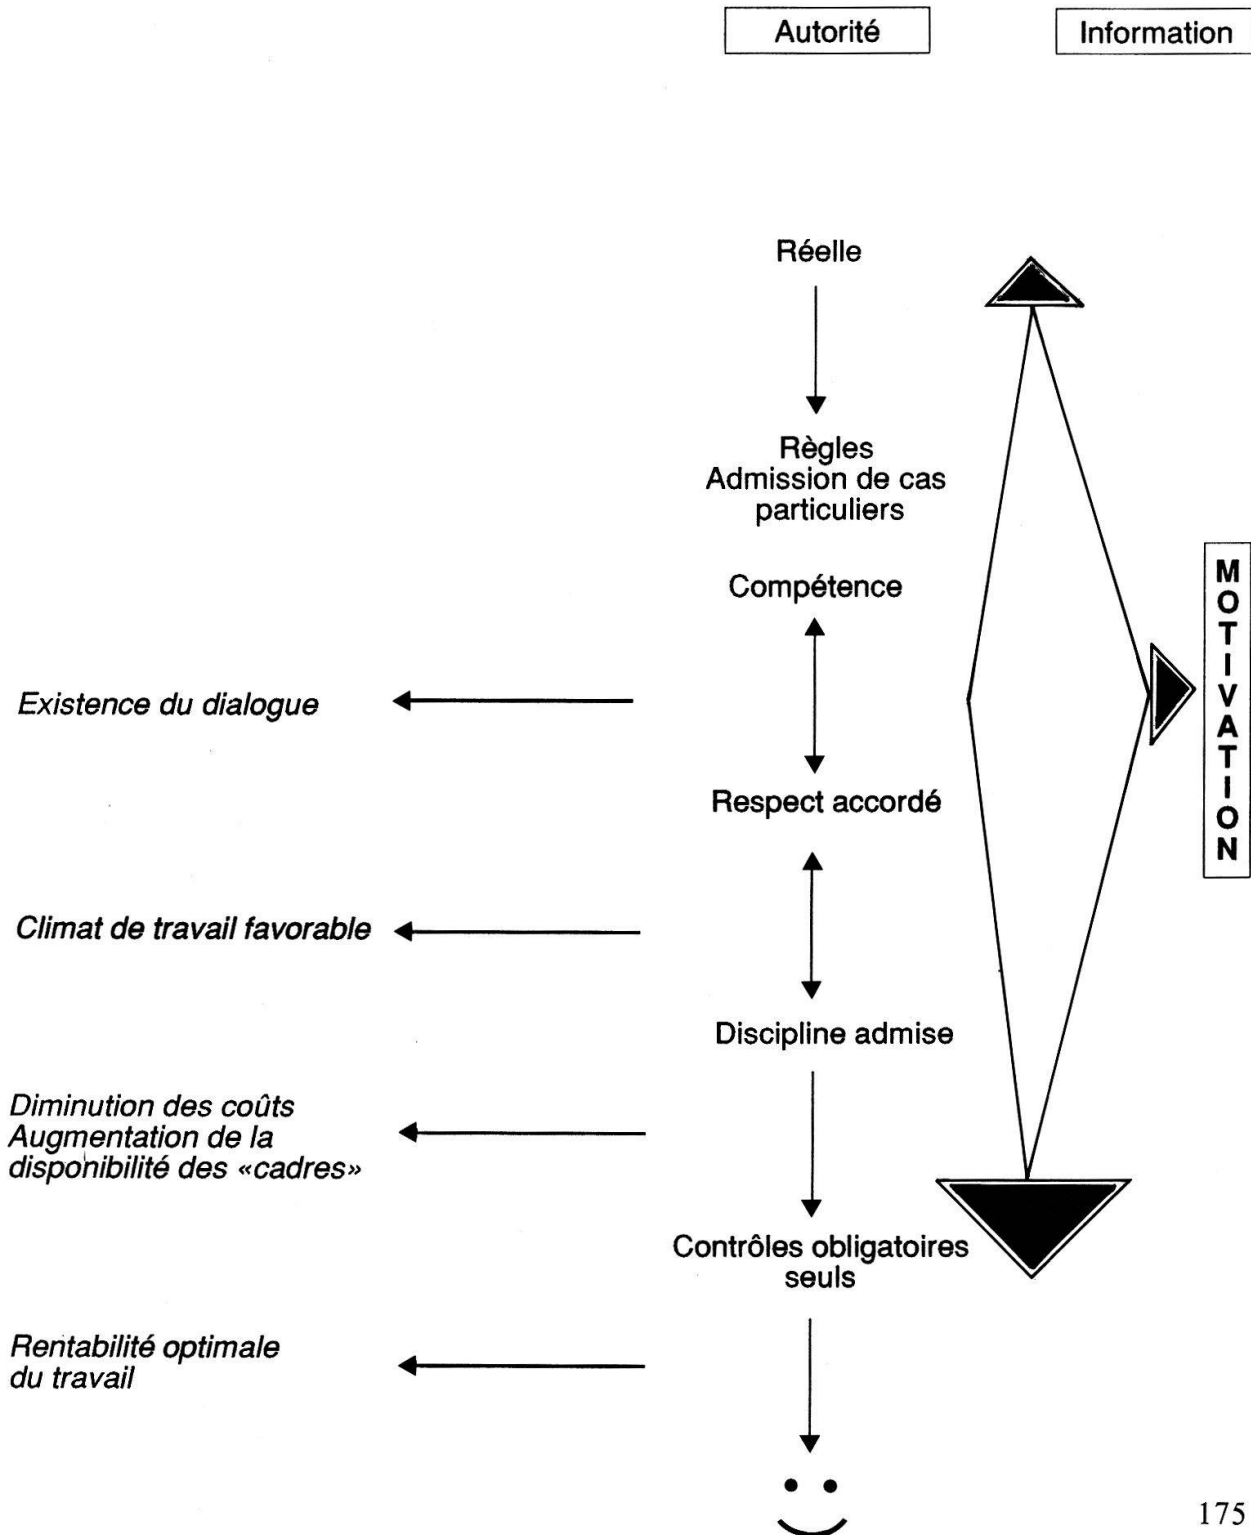 Autorité
Information
Réelle
Règles
Admission de cas
particuliers
Compétence
MOTIVATION
Existence du dialogue
Respect accordé
Climat de travail favorable
Discipline admise
Diminution des coûts
Augmentation de la
disponibilité des «cadres»
Contrôles obligatoires
seuls
Rentabilité optimale
du travail
175